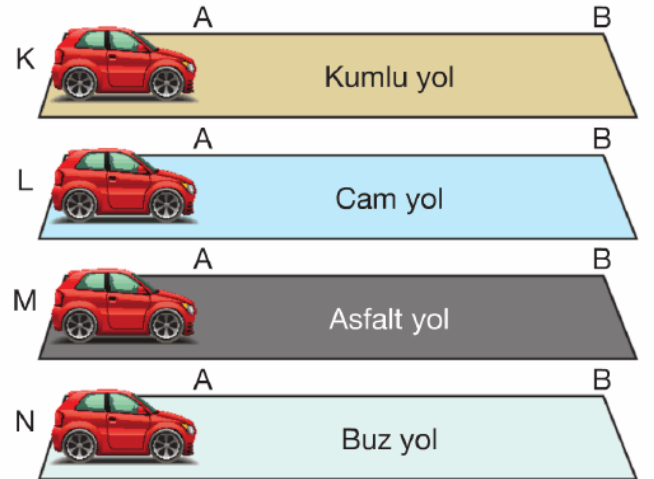 A B
K Kumlu yol
A B
L Cam yol
A B
M Asfalt yol
A B
N Buz yol